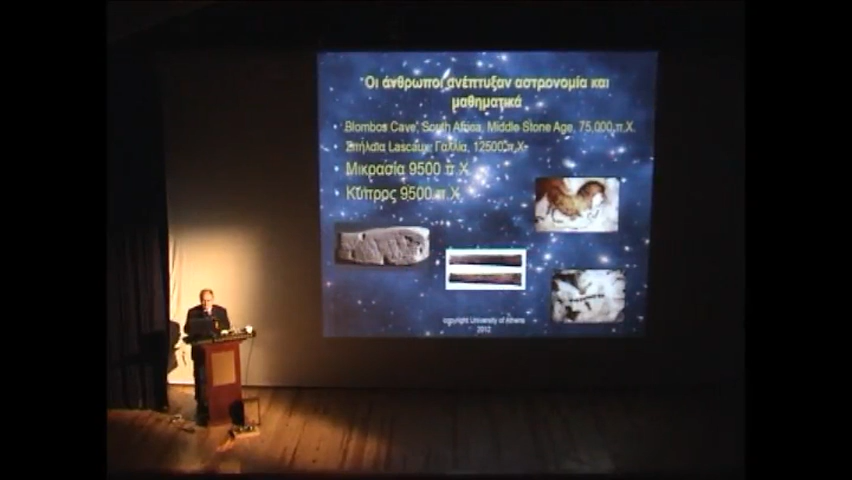 Οι άνθρωποι ανέπτυξαν αστρονομία και
μαθηματικά
Blombos Cave, South Africa, Middle Stone Age, 75,000 π.Χ.
Σπήλαια Lascaux, Γαλλία, 12500 π.Χ.
Μικρασία 9500 π.Χ
Κύπρος 9500 π.Χ
copyright University of Athens
2012